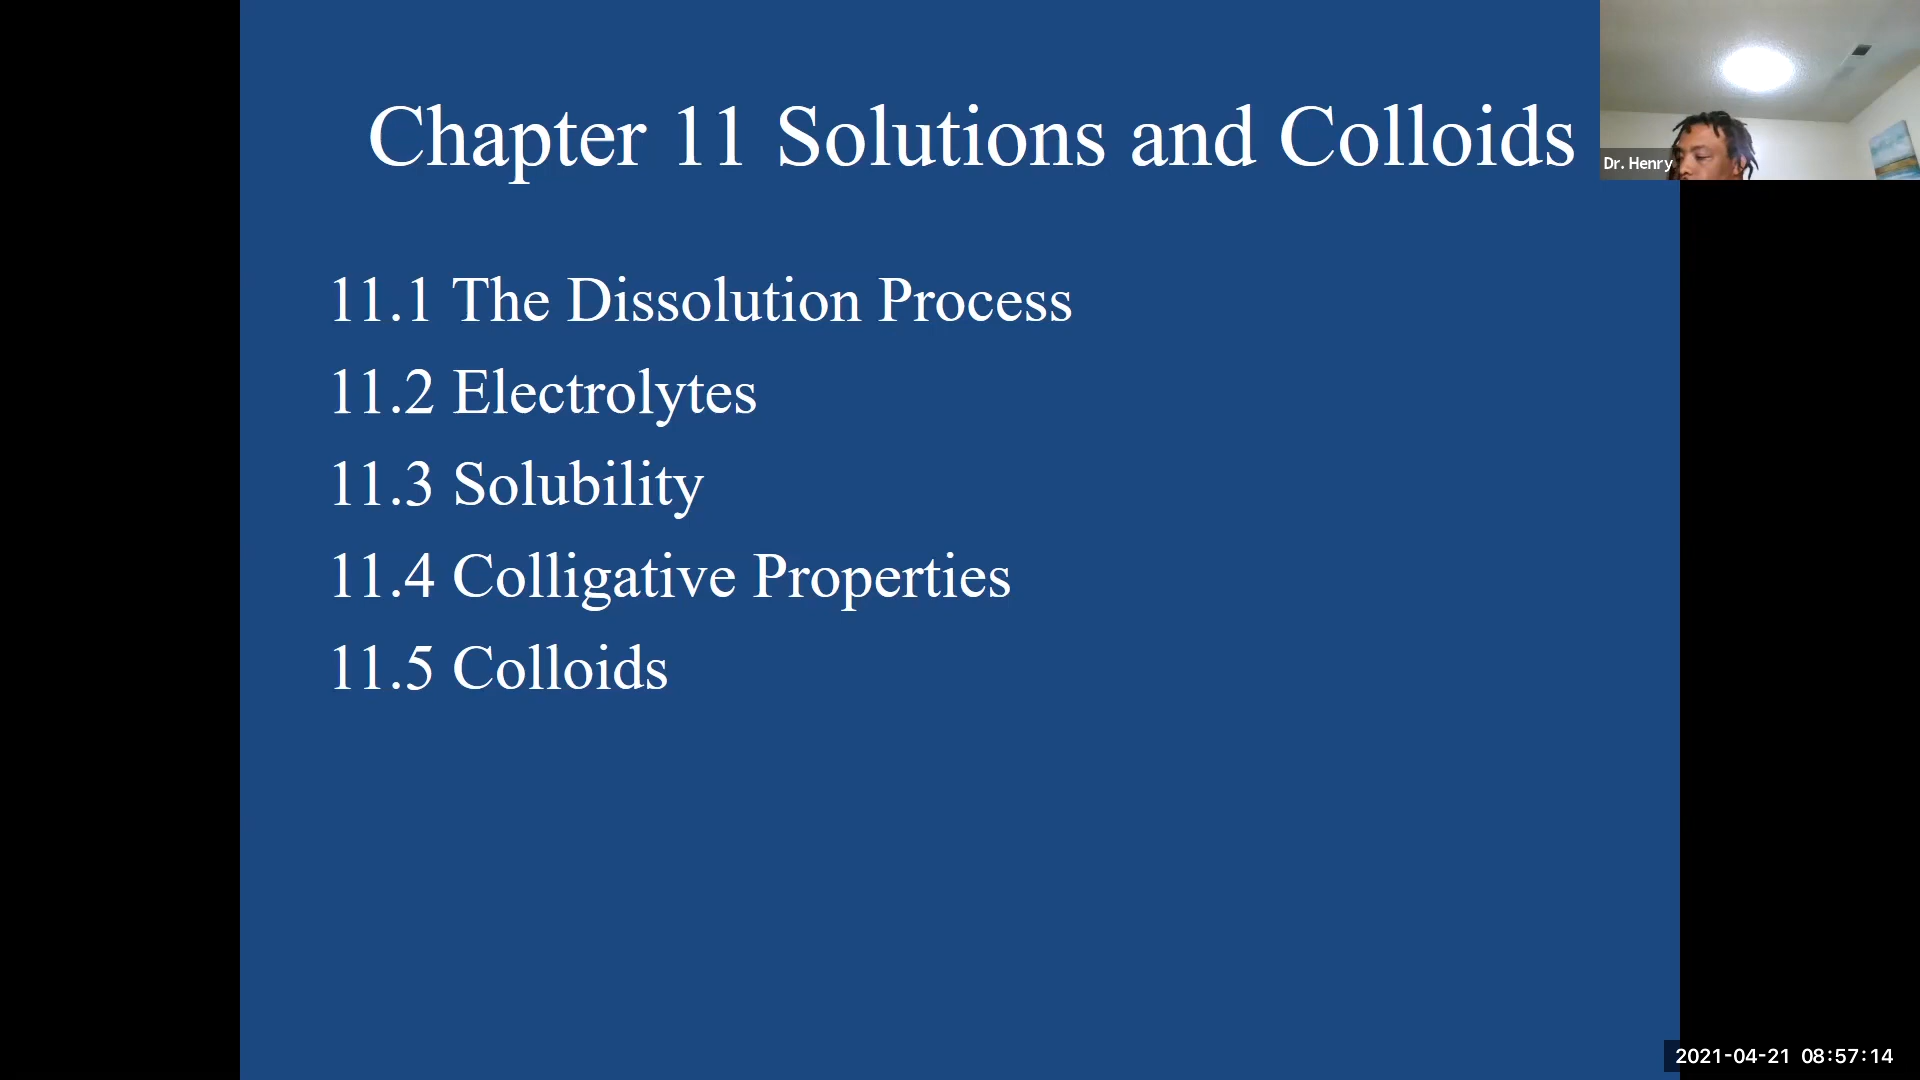 Chapter 11 Solutions and Colloids
Dr. Henry
11.1 The Dissolution Process
11.2 Electrolytes
11.3 Solubility
11.4 Colligative Properties
11.5 Colloids
2021-04-21 08:57:14